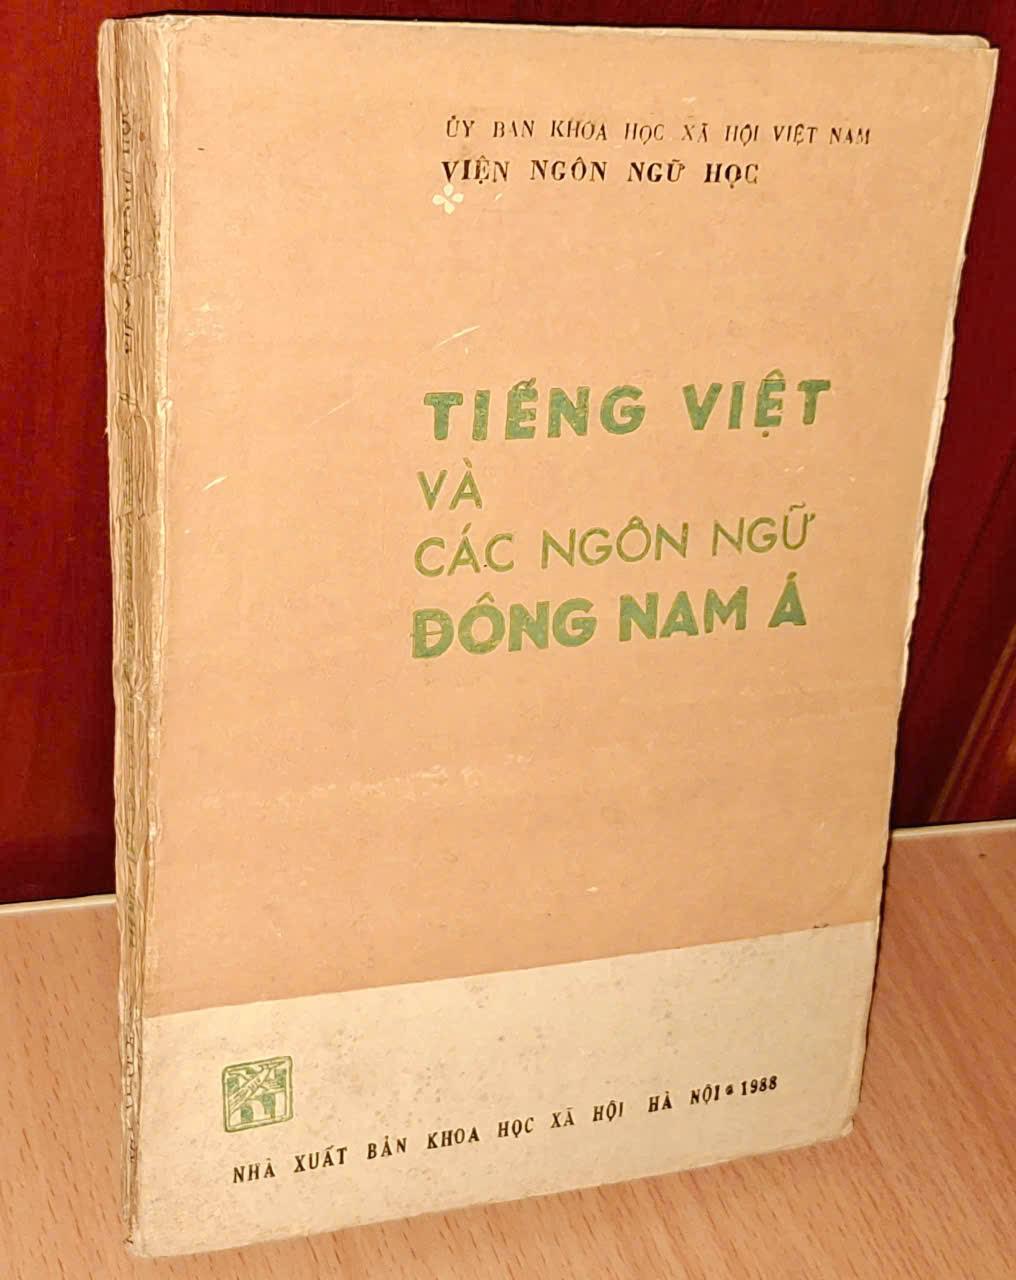 ỦY BAN KHOA HỌC XÃ HỘI VIỆT NAM
VIỆN NGÔN NGỮ HỌC
TIẾNG VIỆT
VÀ
CÁC NGÔN NGỮ
ĐÔNG NAM Á
NHÀ XUẤT BẢN KHOA HỌC XÃ HỘI HÀ NỘI • 1988